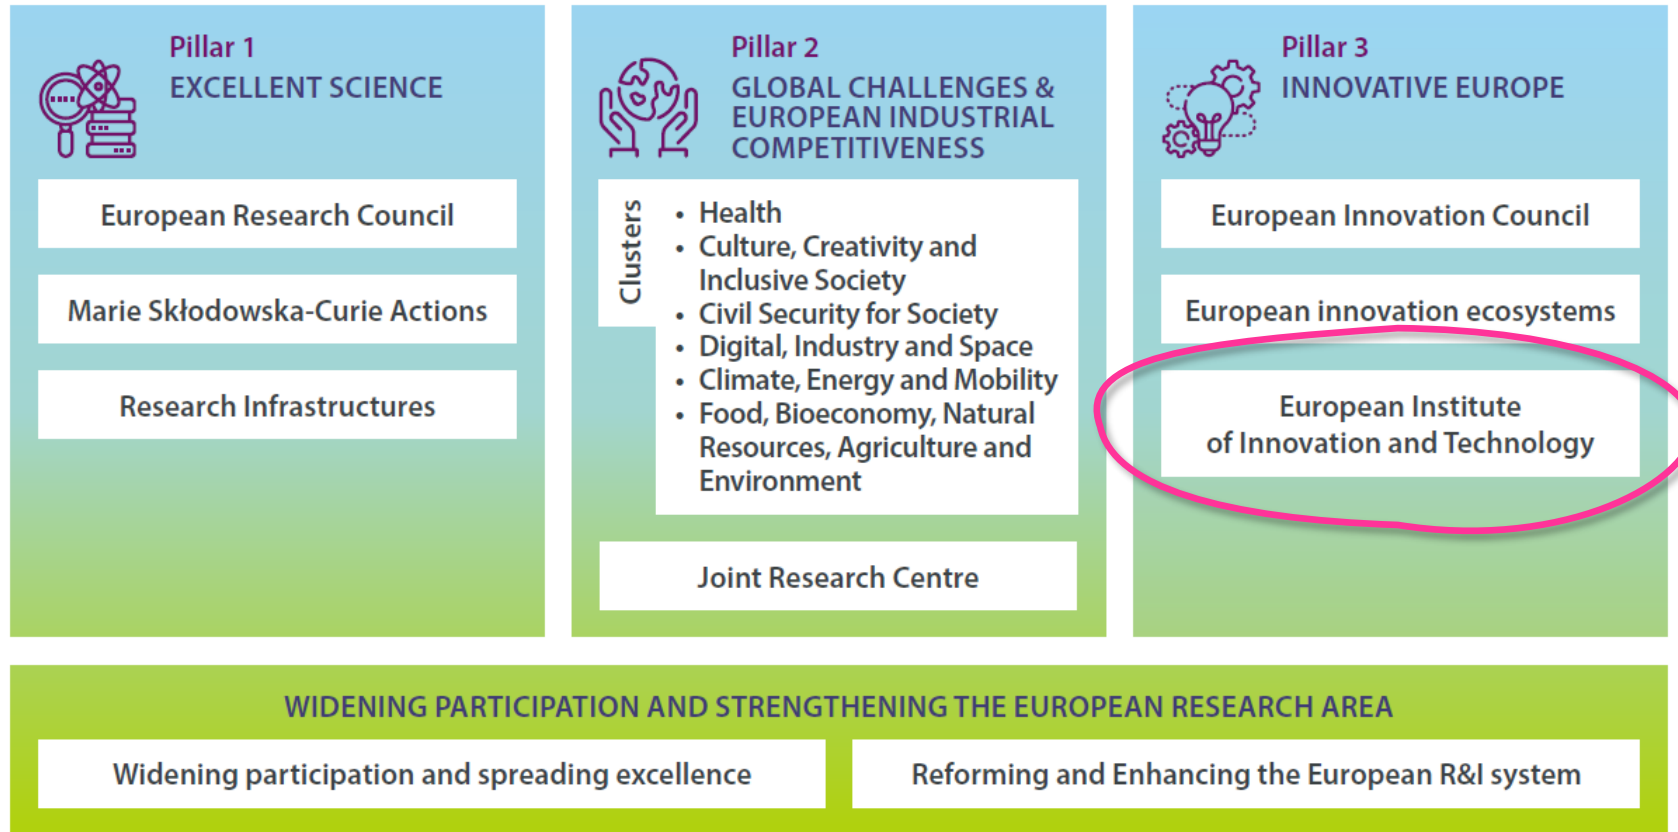 Pillar 1
EXCELLENT SCIENCE
European Research Council
Marie Skłodowska-Curie Actions
Research Infrastructures
Pillar 2
GLOBAL CHALLENGES &
EUROPEAN INDUSTRIAL
COMPETITIVENESS
Clusters
• Health
• Culture, Creativity and
Inclusive Society
• Civil Security for Society
• Digital, Industry and Space
• Climate, Energy and Mobility
• Food, Bioeconomy, Natural
Resources, Agriculture and
Environment
Joint Research Centre
Pillar 3
INNOVATIVE EUROPE
European Innovation Council
European innovation ecosystems
European Institute
of Innovation and Technology
WIDENING PARTICIPATION AND STRENGTHENING THE EUROPEAN RESEARCH AREA
Widening participation and spreading excellence
Reforming and Enhancing the European R&I system